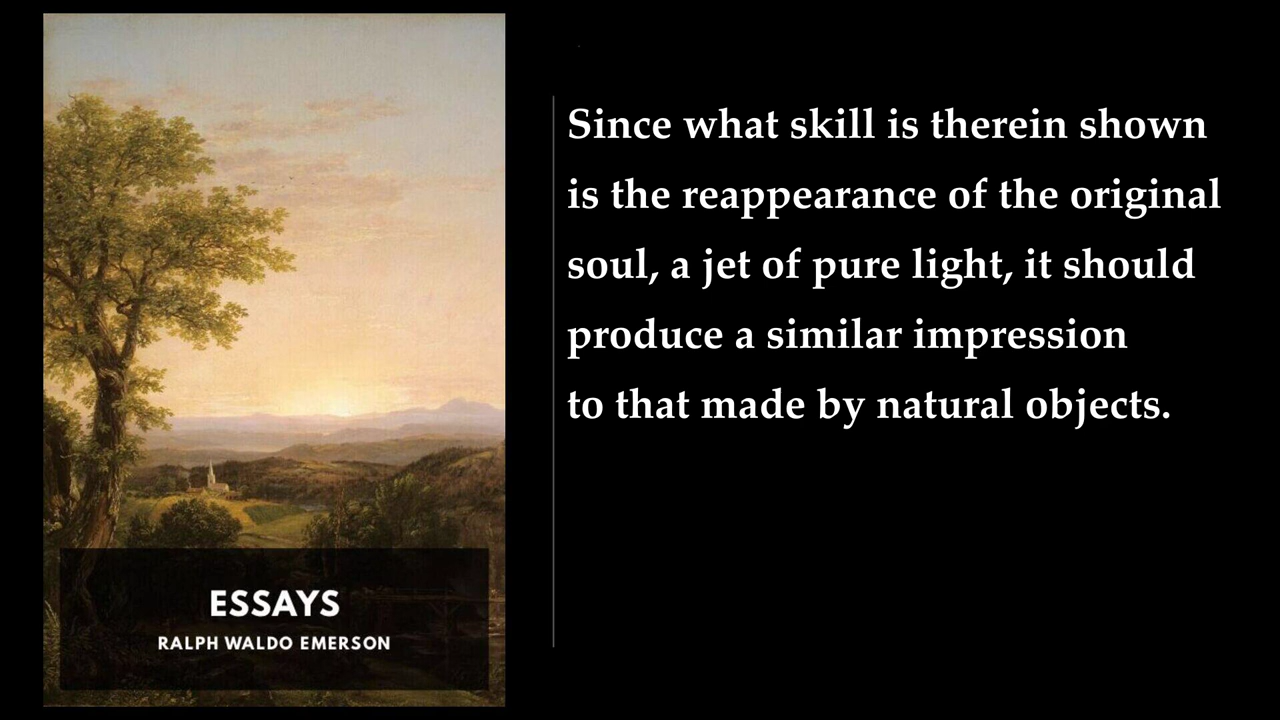 Since what skill is therein shown
is the reappearance of the original
soul, a jet of pure light, it should
produce a similar impression
to that made by natural objects.
ESSAYS
RALPH WALDO EMERSON